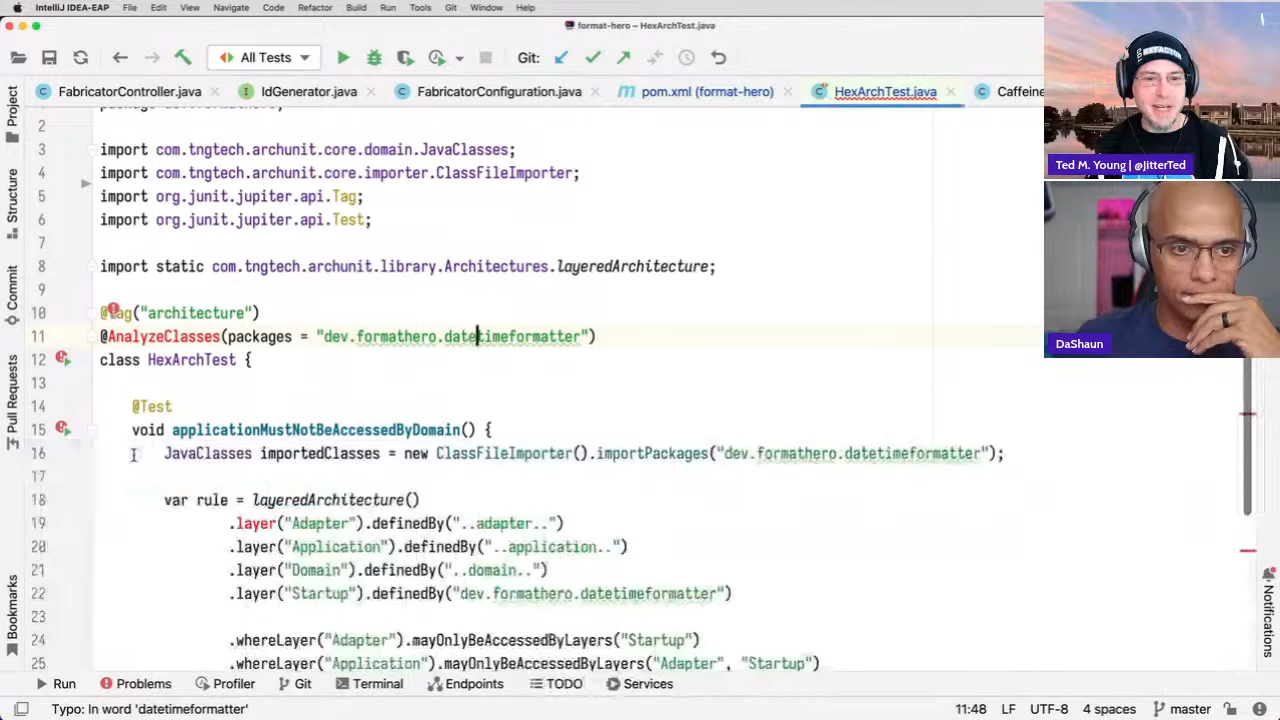 IntelliJ IDEA-EAP File Edit View Navigate Code Refactor Build Run Tools Git Window Help
format-hero – HexArchTest.java
All Tests Git:
FabricatorController.java IdGenerator.java FabricatorConfiguration.java pom.xml (format-hero) HexArchTest.java Caffeine
Project
Structure
Commit
Pull Requests
Bookmarks
Notifications
2
3 import com.tngtech.archunit.core.domain.JavaClasses;
4 import com.tngtech.archunit.core.importer.ClassFileImporter;
5 import org.junit.jupiter.api.Tag;
6 import org.junit.jupiter.api.Test;
7
8 import static com.tngtech.archunit.library.Architectures.layeredArchitecture;
9
10 @Tag("architecture")
11 @AnalyzeClasses(packages = "dev.formathero.datetimeformatter")
12 class HexArchTest {
13
14 @Test
15 void applicationMustNotBeAccessedByDomain() {
16 JavaClasses importedClasses = new ClassFileImporter().importPackages("dev.formathero.datetimeformatter");
17
18 var rule = layeredArchitecture()
19 .layer("Adapter").definedBy("..adapter..")
20 .layer("Application").definedBy("..application..")
21 .layer("Domain").definedBy("..domain..")
22 .layer("Startup").definedBy("dev.formathero.datetimeformatter")
23
24 .whereLayer("Adapter").mayOnlyBeAccessedByLayers("Startup")
25 .whereLayer("Application").mayOnlyBeAccessedByLayers("Adapter", "Startup")
REFACTOR
Ted M. Young | @JitterTed
DaShaun
Run Problems Profiler Git Terminal Endpoints TODO Services
Typo: In word 'datetimeformatter' 11:48 LF UTF-8 4 spaces master